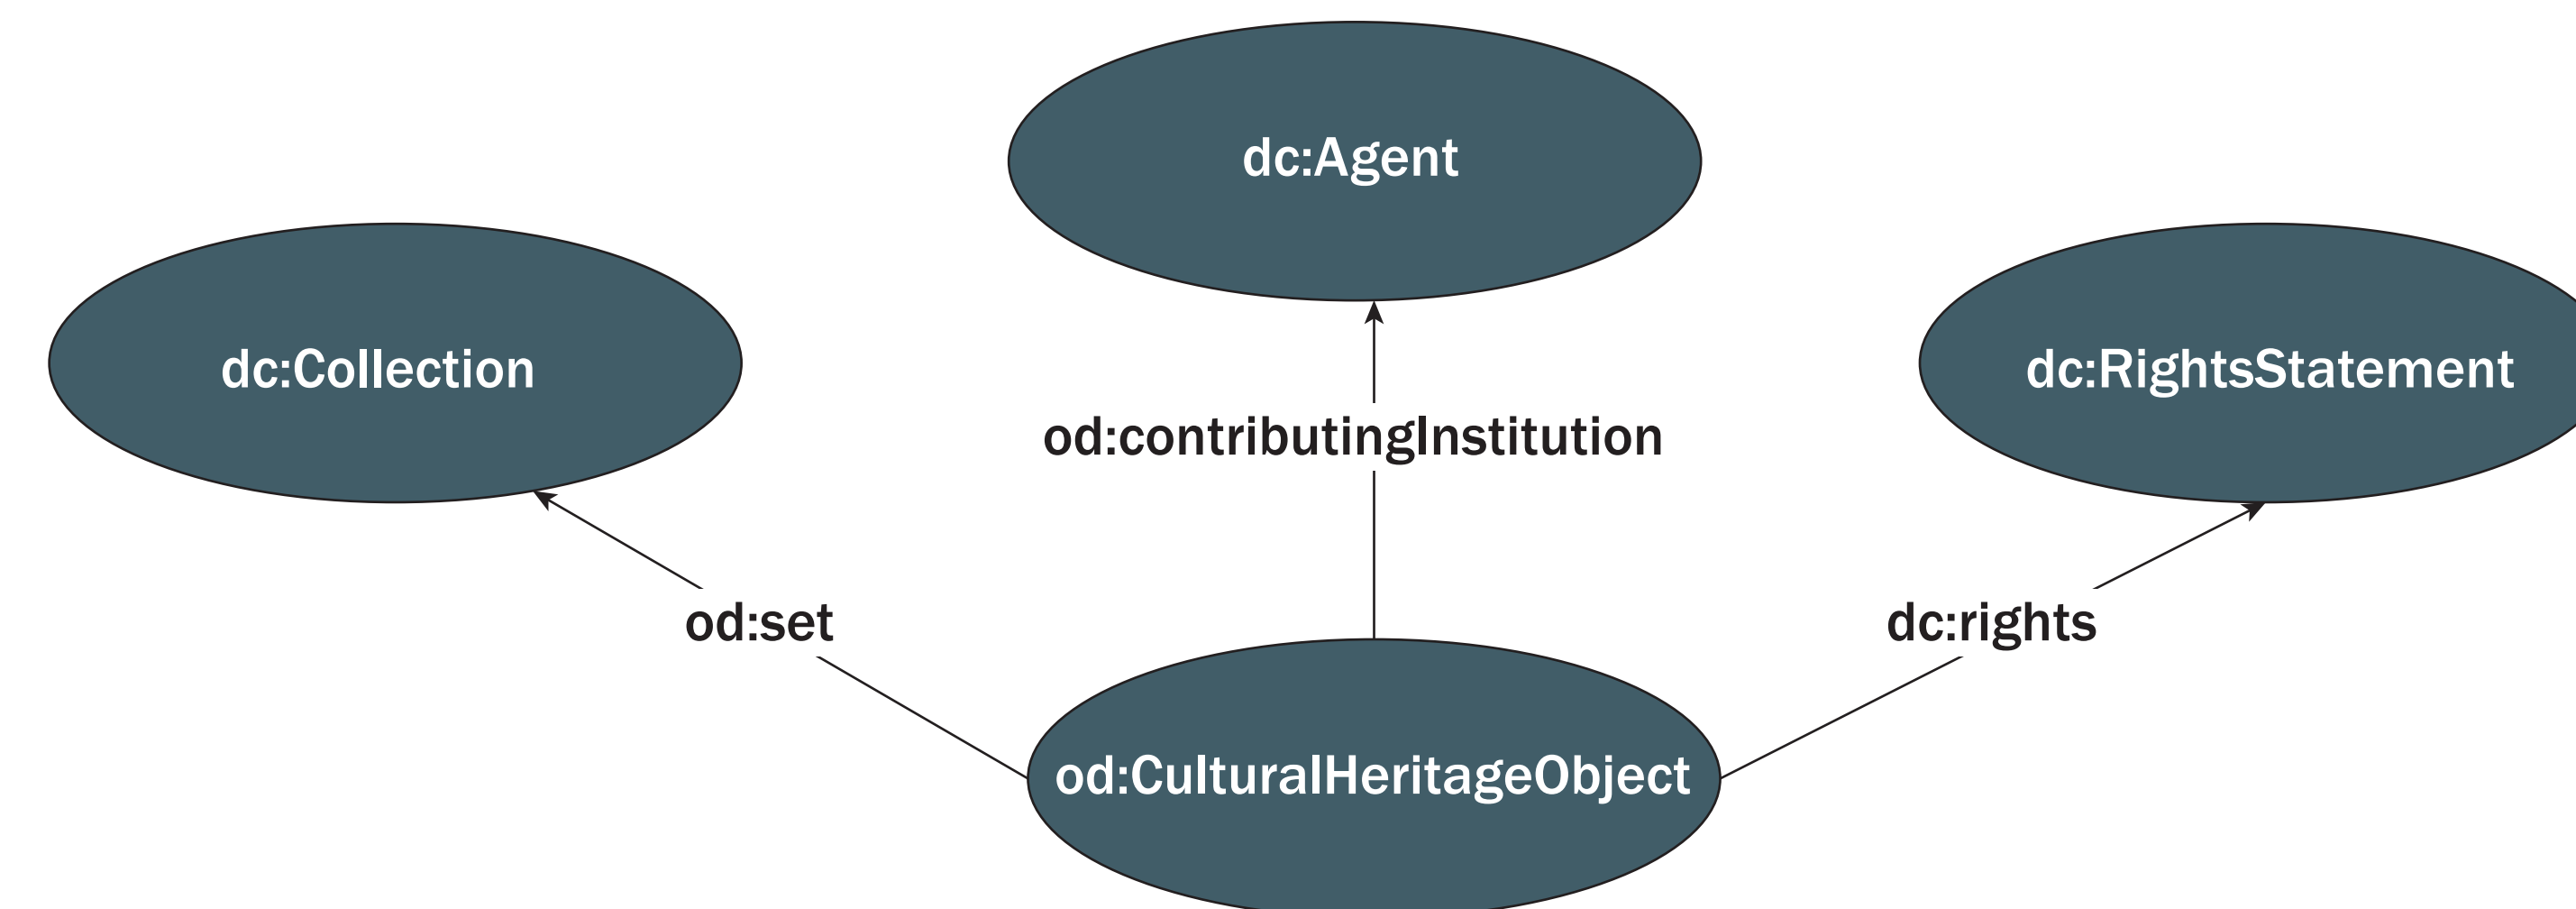 dc:Agent
dc:Collection
dc:RightsStatement
od:contributingInstitution
od:set
dc:rights
od:CulturalHeritageObject